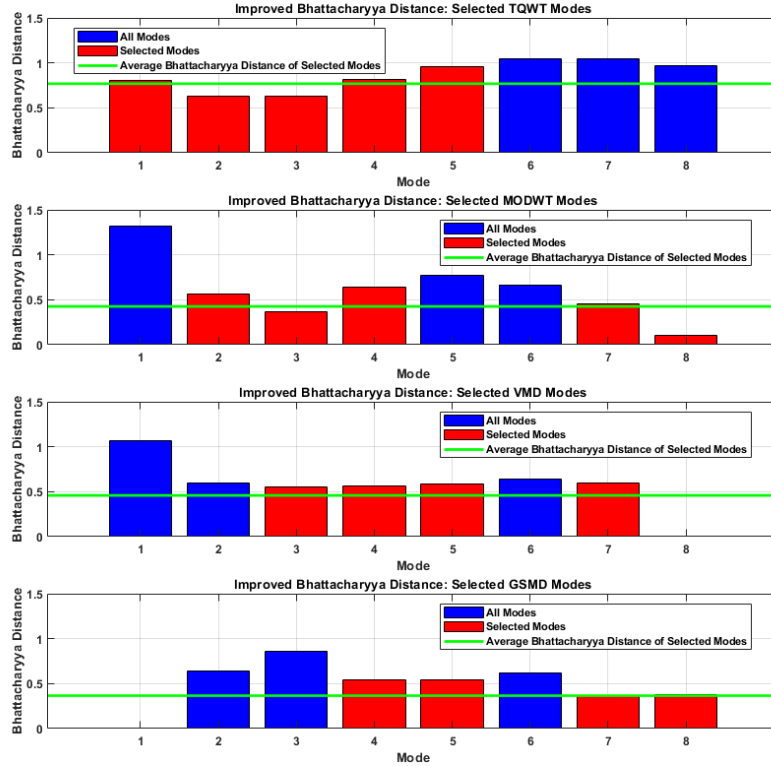 Improved Bhattacharyya Distance: Selected TQWT Modes
Bhattacharyya Distance
1.5
1
0.5
0
All Modes
Selected Modes
Average Bhattacharyya Distance of Selected Modes
1 2 3 4 5 6 7 8
Mode
Improved Bhattacharyya Distance: Selected MODWT Modes
Bhattacharyya Distance
1.5
1
0.5
0
All Modes
Selected Modes
Average Bhattacharyya Distance of Selected Modes
1 2 3 4 5 6 7 8
Mode
Improved Bhattacharyya Distance: Selected VMD Modes
Bhattacharyya Distance
1.5
1
0.5
0
All Modes
Selected Modes
Average Bhattacharyya Distance of Selected Modes
1 2 3 4 5 6 7 8
Mode
Improved Bhattacharyya Distance: Selected GSMD Modes
Bhattacharyya Distance
1.5
1
0.5
0
All Modes
Selected Modes
Average Bhattacharyya Distance of Selected Modes
1 2 3 4 5 6 7 8
Mode